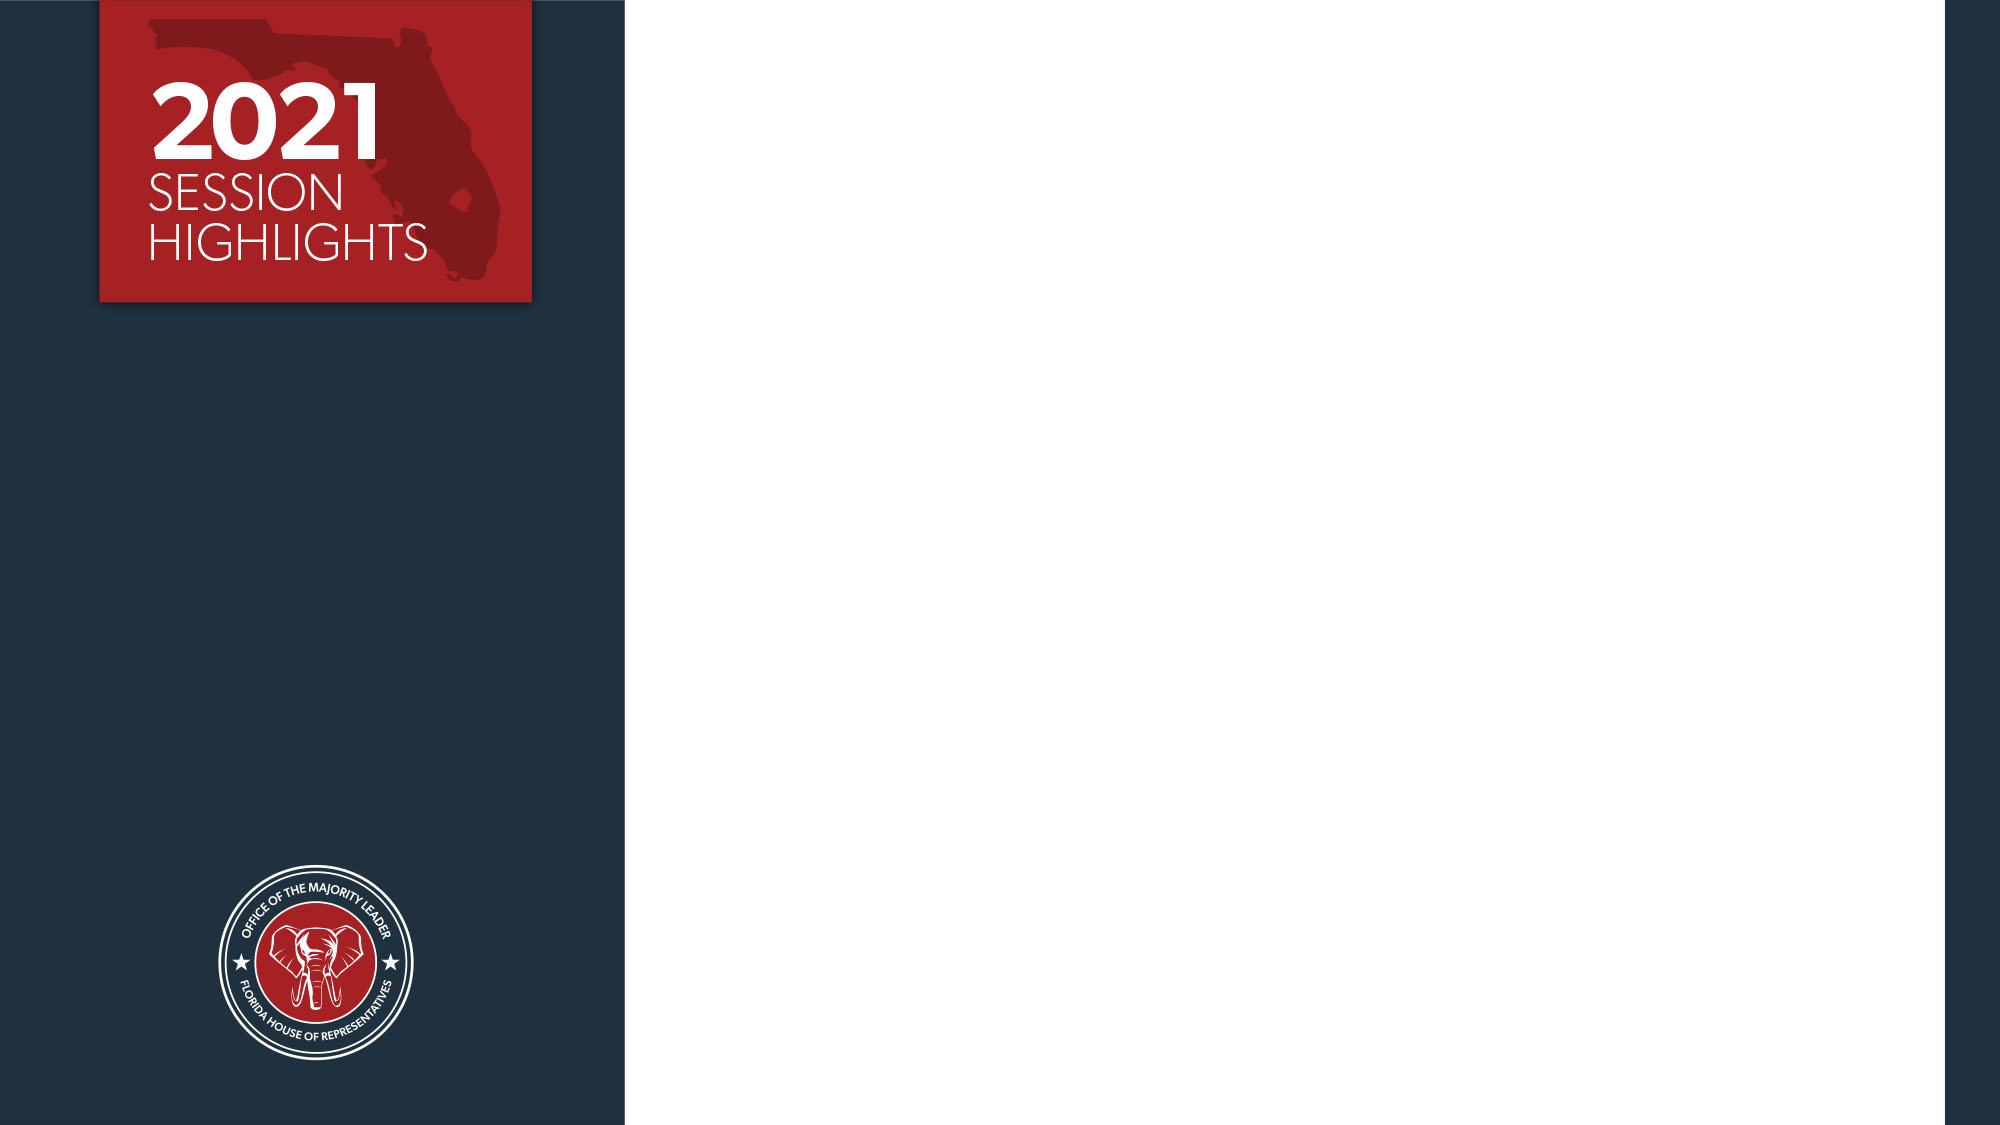 2021
SESSION
HIGHLIGHTS
OFFICE OF THE MAJORITY LEADER
FLORIDA HOUSE OF REPRESENTATIVES